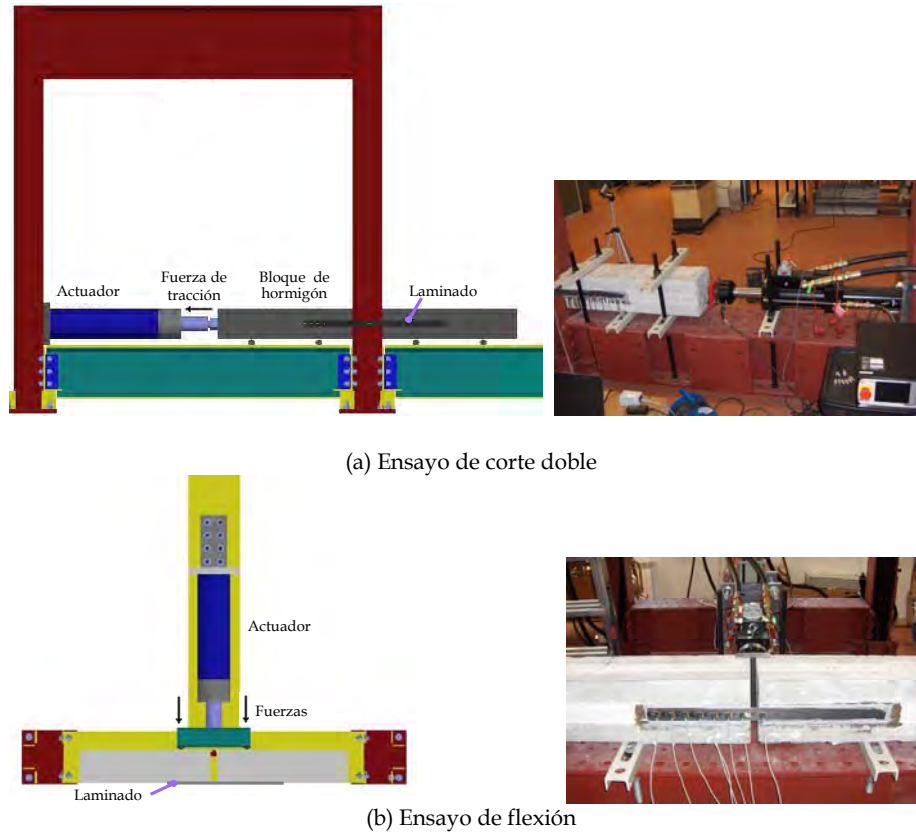 Actuador
Fuerza de
tracción
Bloque de
hormigón
Laminado
(a) Ensayo de corte doble
Actuador
Fuerzas
Laminado
(b) Ensayo de flexión